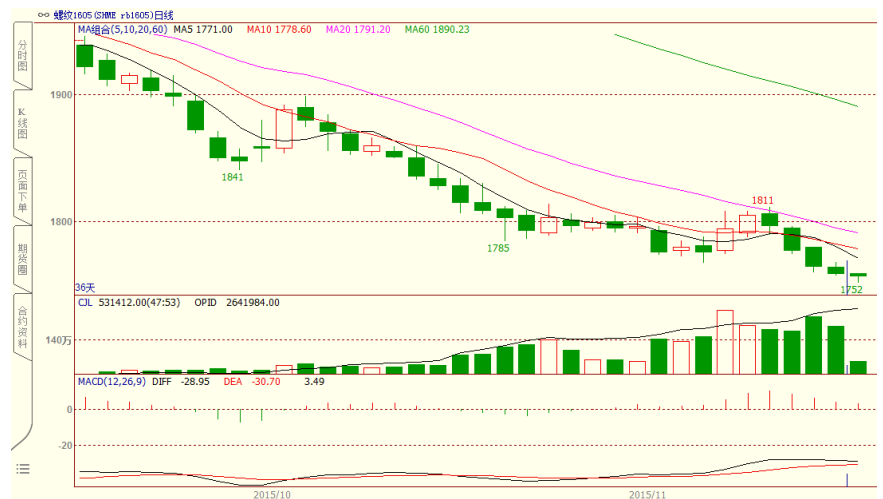 螺纹1605(SHME rb1605)日线
MA组合(5,10,20,60) MA5 1771.00 MA10 1778.60 MA20 1791.20 MA60 1890.23
分时图
K线图
页面下单
期货圈
合约资料
1900
1841
1800
1785
1811
1752
36天
CJL 531412.00(47:53) OPID 2641984.00
140万
MACD(12,26,9) DIFF -28.95 DEA -30.70 3.49
0
-20
2015/10 2015/11